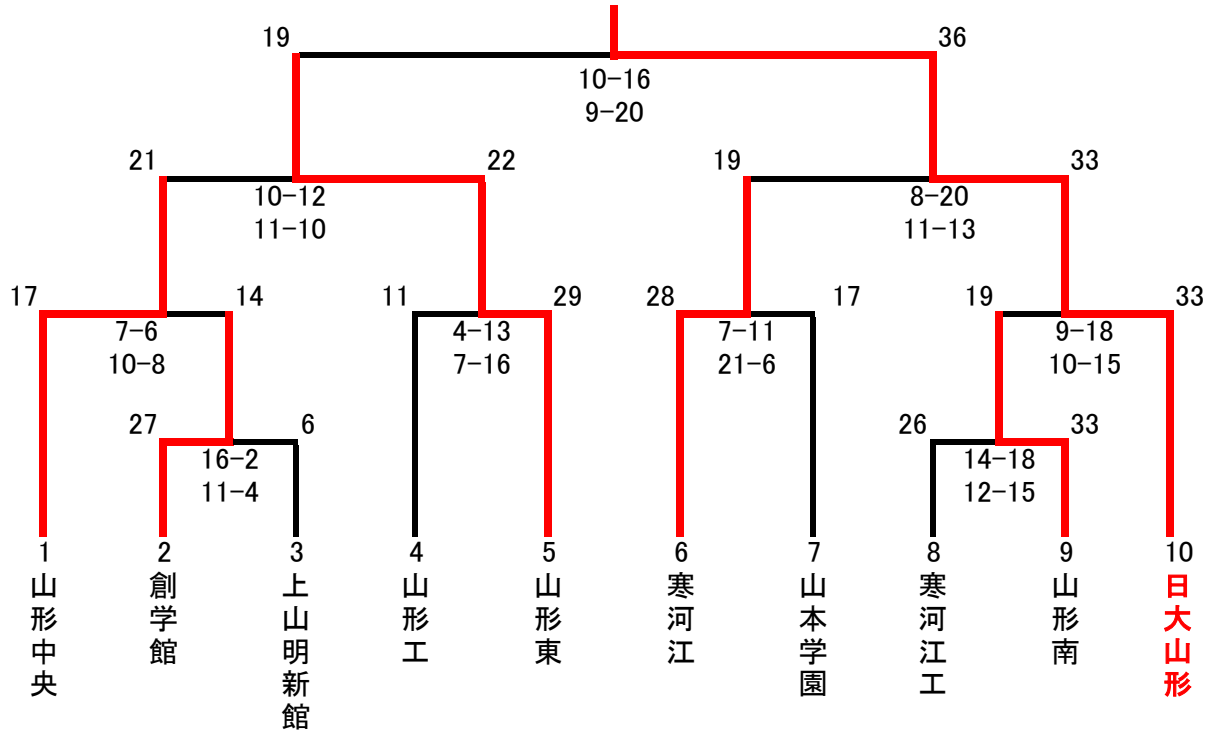 19 36
10-16
9-20
21 22 19 33
10-12 8-20
11-10 11-13
17 14 11 29 28 17 19 33
7-6 4-13 7-11 9-18
10-8 7-16 21-6 10-15
27 6 26 33
16-2 14-18
11-4 12-15
1 2 3 4 5 6 7 8 9 10
山形中央
創学館
上山明新館
山形工
山形東
寒河江
山本学園
寒河江工
山形南
日大山形